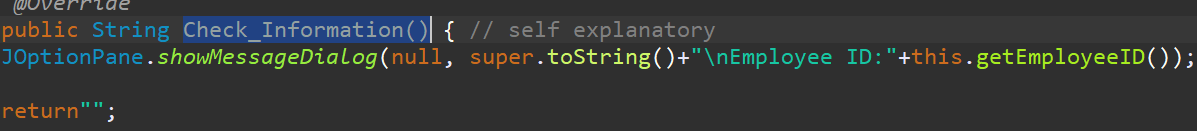 @Override
public String Check_Information() { // self explanatory
JOptionPane.showMessageDialog(null, super.toString()+"\nEmployee ID:"+this.getEmployeeID());
return"";